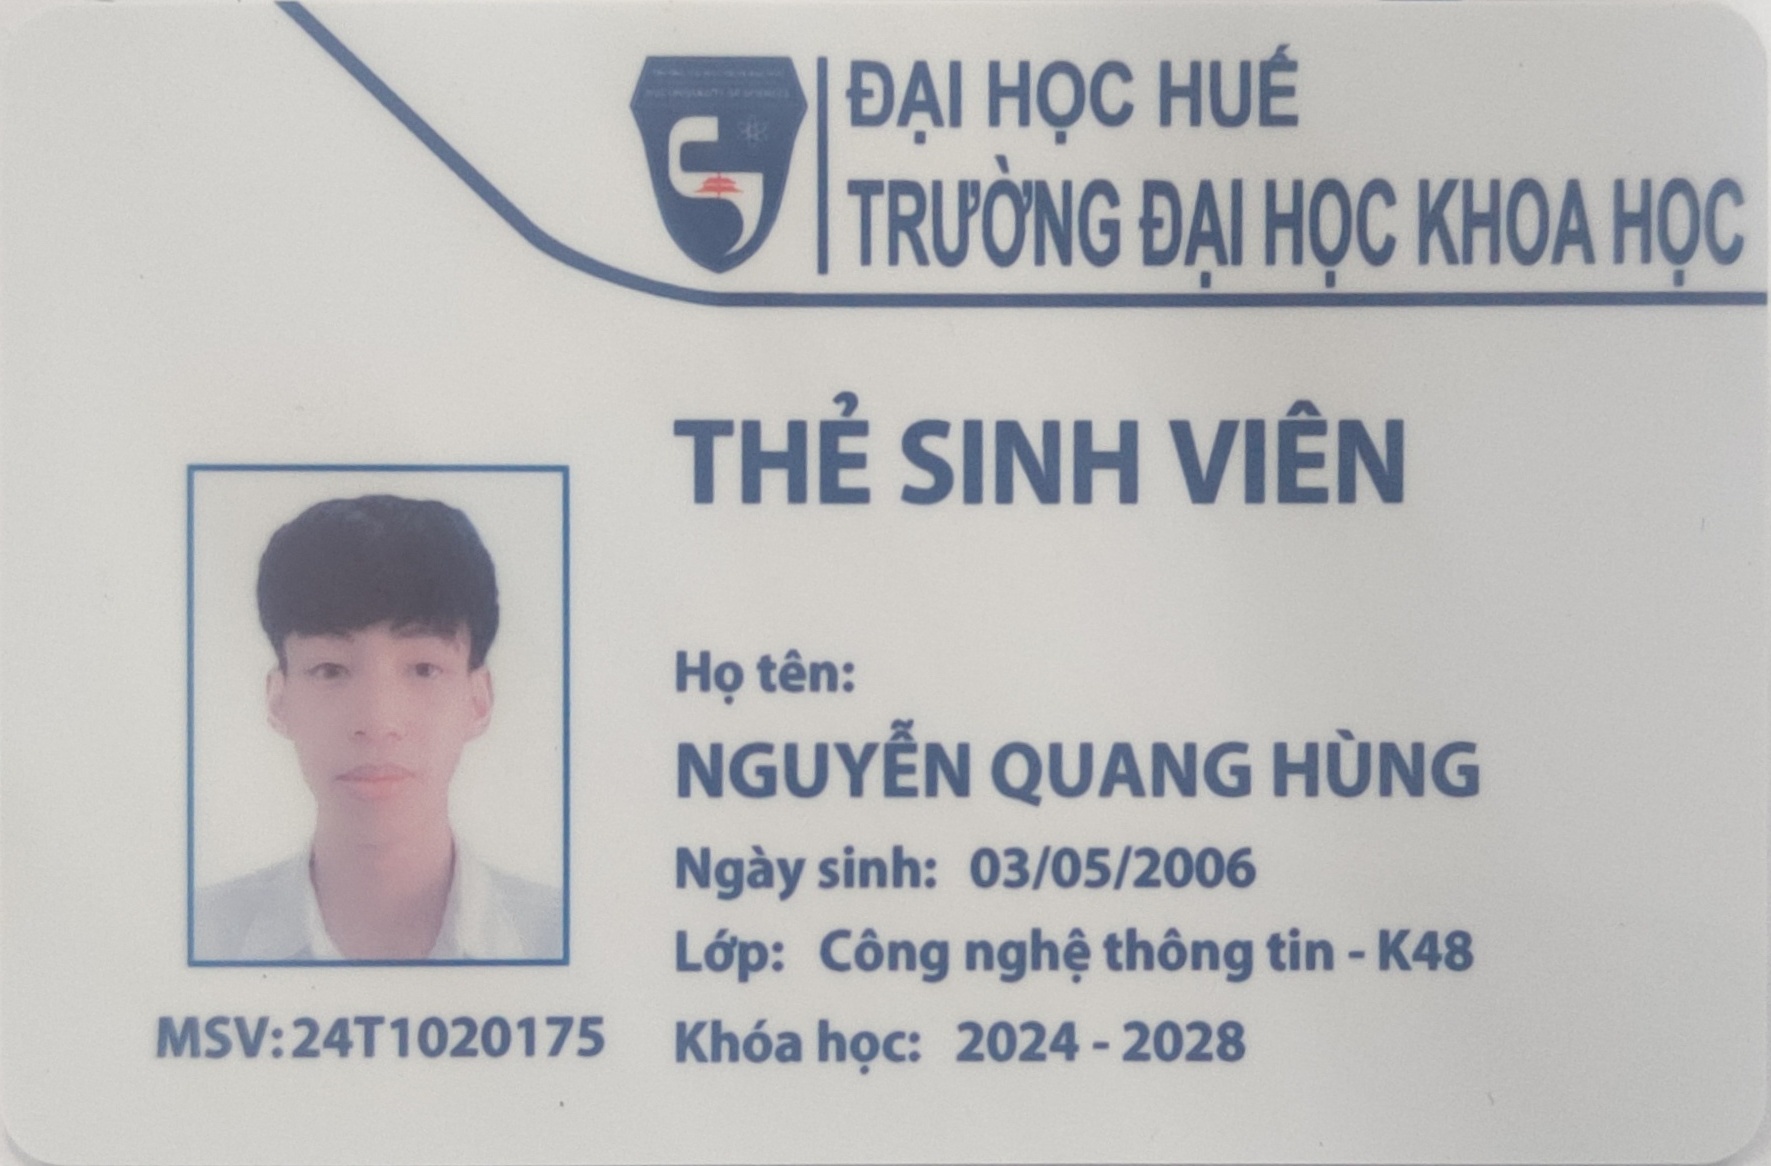 ĐẠI HỌC HUẾ
TRƯỜNG ĐẠI HỌC KHOA HỌC
THẺ SINH VIÊN
Họ tên:
NGUYỄN QUANG HÙNG
Ngày sinh: 03/05/2006
Lớp: Công nghệ thông tin - K48
MSV:24T1020175
Khóa học: 2024 - 2028